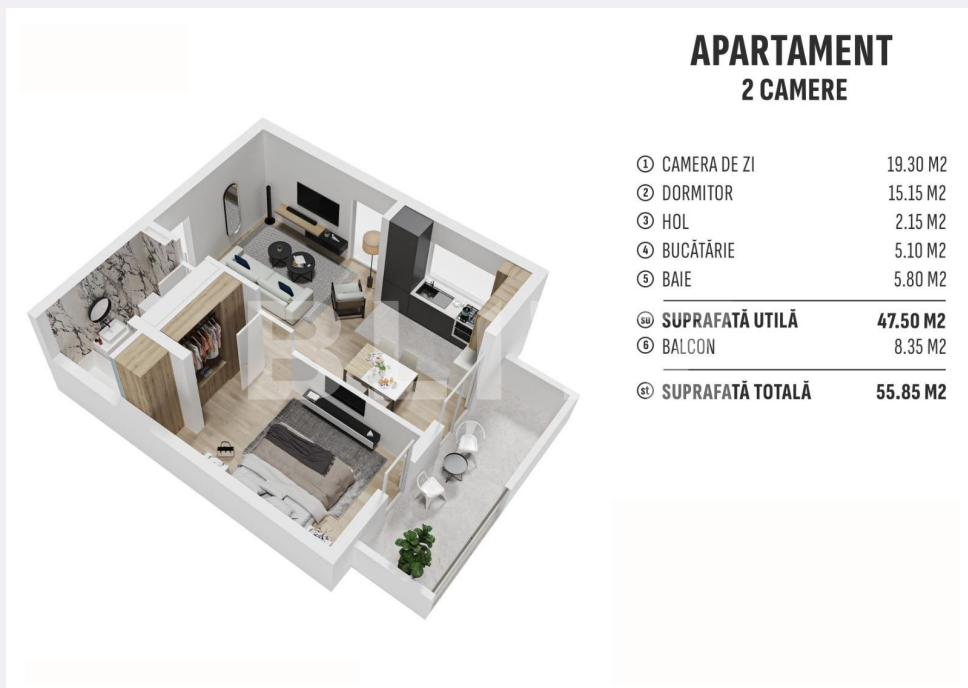 APARTAMENT
2 CAMERE
1 CAMERA DE ZI 19.30 M2
2 DORMITOR 15.15 M2
3 HOL 2.15 M2
4 BUCĂTĂRIE 5.10 M2
5 BAIE 5.80 M2
su SUPRAFATĂ UTILĂ 47.50 M2
6 BALCON 8.35 M2
st SUPRAFATĂ TOTALĂ 55.85 M2
BLI